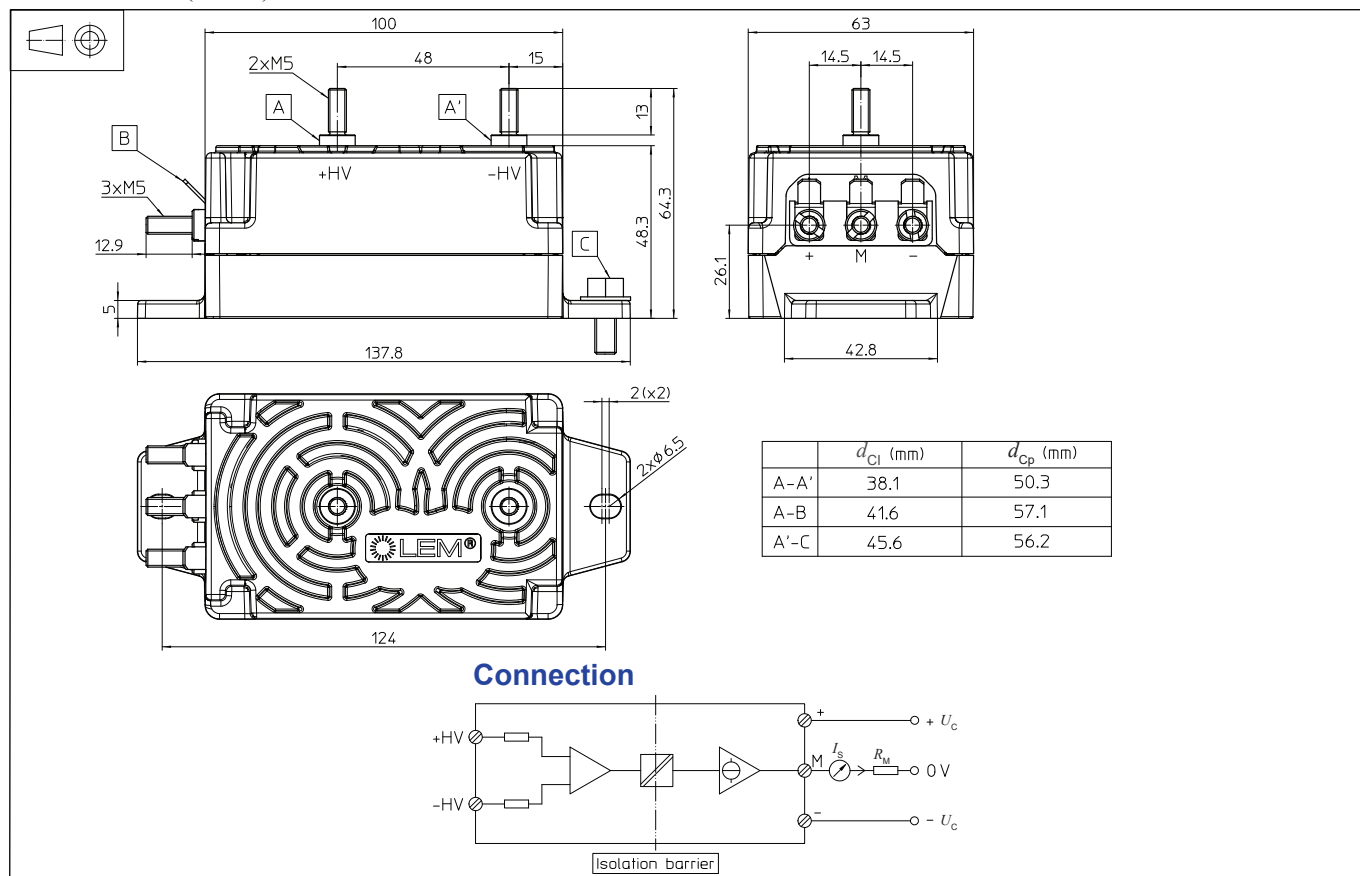 100
63
2xM5
48
15
14.5
14.5
A
A'
13
B
+HV
-HV
3xM5
64.3
48.3
12.9
C
26.1
+ M -
5
137.8
42.8
2(x2)
2xϕ6.5
LEM®
124
dCl (mm) dCp (mm)
A-A' 38.1 50.3
A-B 41.6 57.1
A'-C 45.6 56.2
Connection
+ + UC
+HV
M IS RM 0V
-HV
- - UC
Isolation barrier